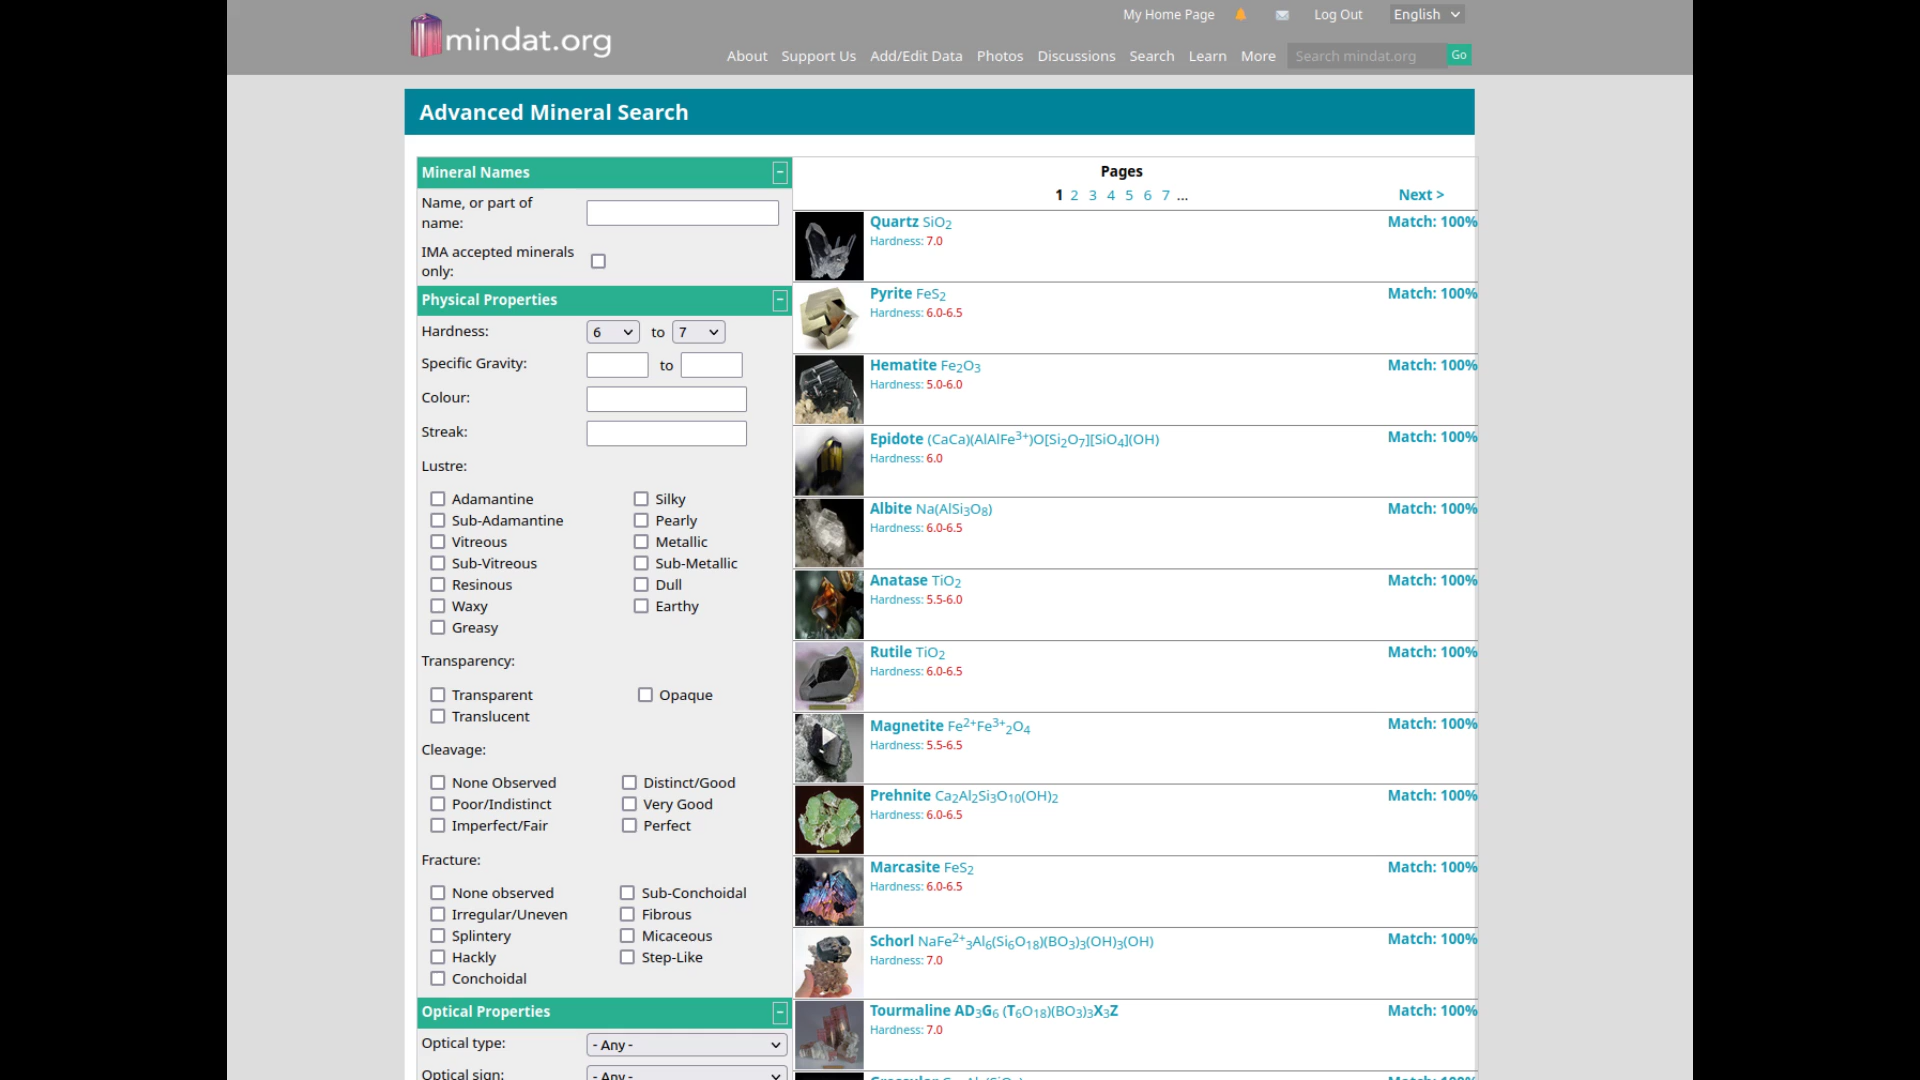 My Home Page Log Out English
mindat.org
About Support Us Add/Edit Data Photos Discussions Search Learn More Search mindat.org Go
Advanced Mineral Search
Mineral Names
Name, or part of
name:
IMA accepted minerals
only:
Physical Properties
Hardness: 6 to 7
Specific Gravity: to
Colour:
Streak:
Lustre:
Adamantine Silky
Sub-Adamantine Pearly
Vitreous Metallic
Sub-Vitreous Sub-Metallic
Resinous Dull
Waxy Earthy
Greasy
Transparency:
Transparent Opaque
Translucent
Cleavage:
None Observed Distinct/Good
Poor/Indistinct Very Good
Imperfect/Fair Perfect
Fracture:
None observed Sub-Conchoidal
Irregular/Uneven Fibrous
Splintery Micaceous
Hackly Step-Like
Conchoidal
Optical Properties
Optical type: - Any -
Optical sign: - Any -
Pages
1 2 3 4 5 6 7 ... Next >
Quartz SiO₂ Match: 100%
Hardness: 7.0
Pyrite FeS₂ Match: 100%
Hardness: 6.0-6.5
Hematite Fe₂O₃ Match: 100%
Hardness: 5.0-6.0
Epidote (CaCa)(AlAlFe³⁺)O[Si₂O₇][SiO₄](OH) Match: 100%
Hardness: 6.0
Albite Na(AlSi₃O₈) Match: 100%
Hardness: 6.0-6.5
Anatase TiO₂ Match: 100%
Hardness: 5.5-6.0
Rutile TiO₂ Match: 100%
Hardness: 6.0-6.5
Magnetite Fe²⁺Fe³⁺₂O₄ Match: 100%
Hardness: 5.5-6.5
Prehnite Ca₂Al₂Si₃O₁₀(OH)₂ Match: 100%
Hardness: 6.0-6.5
Marcasite FeS₂ Match: 100%
Hardness: 6.0-6.5
Schorl NaFe²⁺₃Al₆(Si₆O₁₈)(BO₃)₃(OH)₃(OH) Match: 100%
Hardness: 7.0
Tourmaline AD₃G₆ (T₆O₁₈)(BO₃)₃X₃Z Match: 100%
Hardness: 7.0